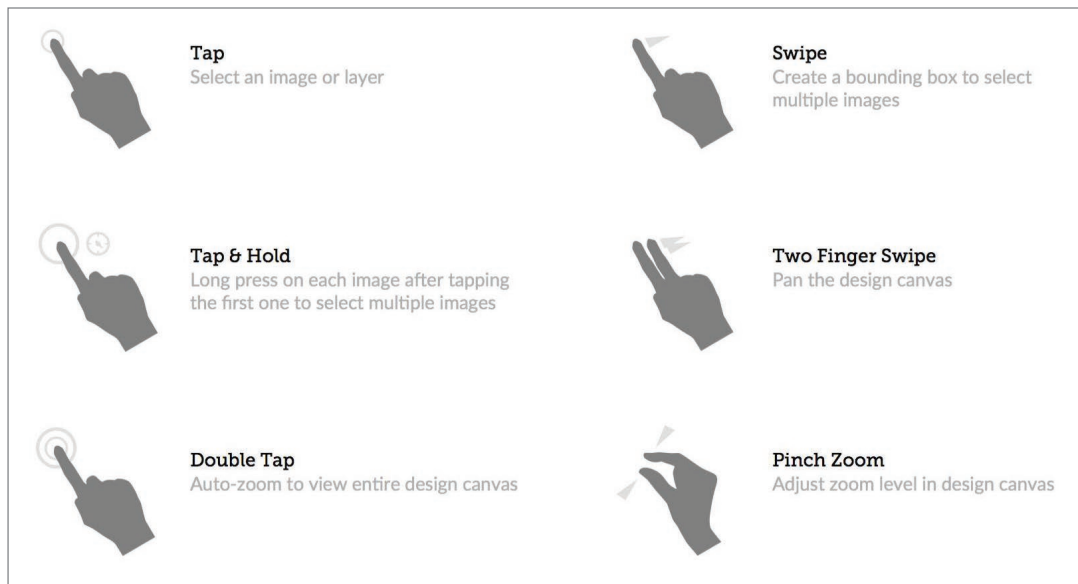 Tap
Select an image or layer
Swipe
Create a bounding box to select
multiple images
Tap & Hold
Long press on each image after tapping
the first one to select multiple images
Two Finger Swipe
Pan the design canvas
Double Tap
Auto-zoom to view entire design canvas
Pinch Zoom
Adjust zoom level in design canvas